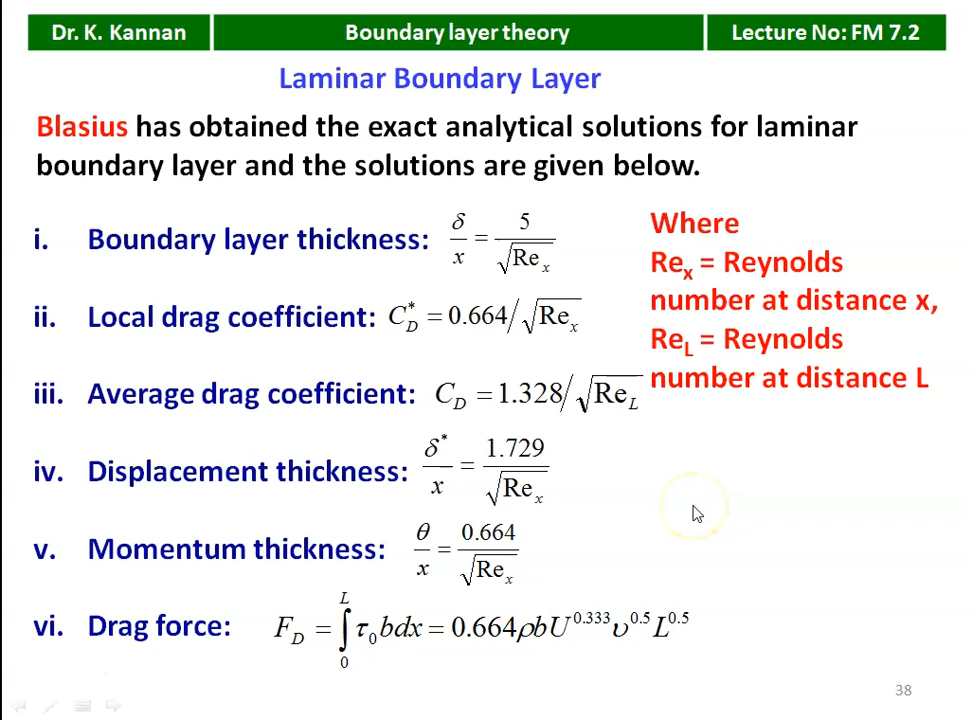 Dr. K. Kannan
Boundary layer theory
Lecture No: FM 7.2
Laminar Boundary Layer
Blasius has obtained the exact analytical solutions for laminar
boundary layer and the solutions are given below.
i. Boundary layer thickness: δ/x = 5/√Re_x
ii. Local drag coefficient: C*_D = 0.664/√Re_x
iii. Average drag coefficient: C_D = 1.328/√Re_L
iv. Displacement thickness: δ*/x = 1.729/√Re_x
v. Momentum thickness: θ/x = 0.664/√Re_x
vi. Drag force: F_D = ∫_0^L τ_0 bdx = 0.664ρbU^0.333 υ^0.5 L^0.5
Where
Re_x = Reynolds
number at distance x,
Re_L = Reynolds
number at distance L
38